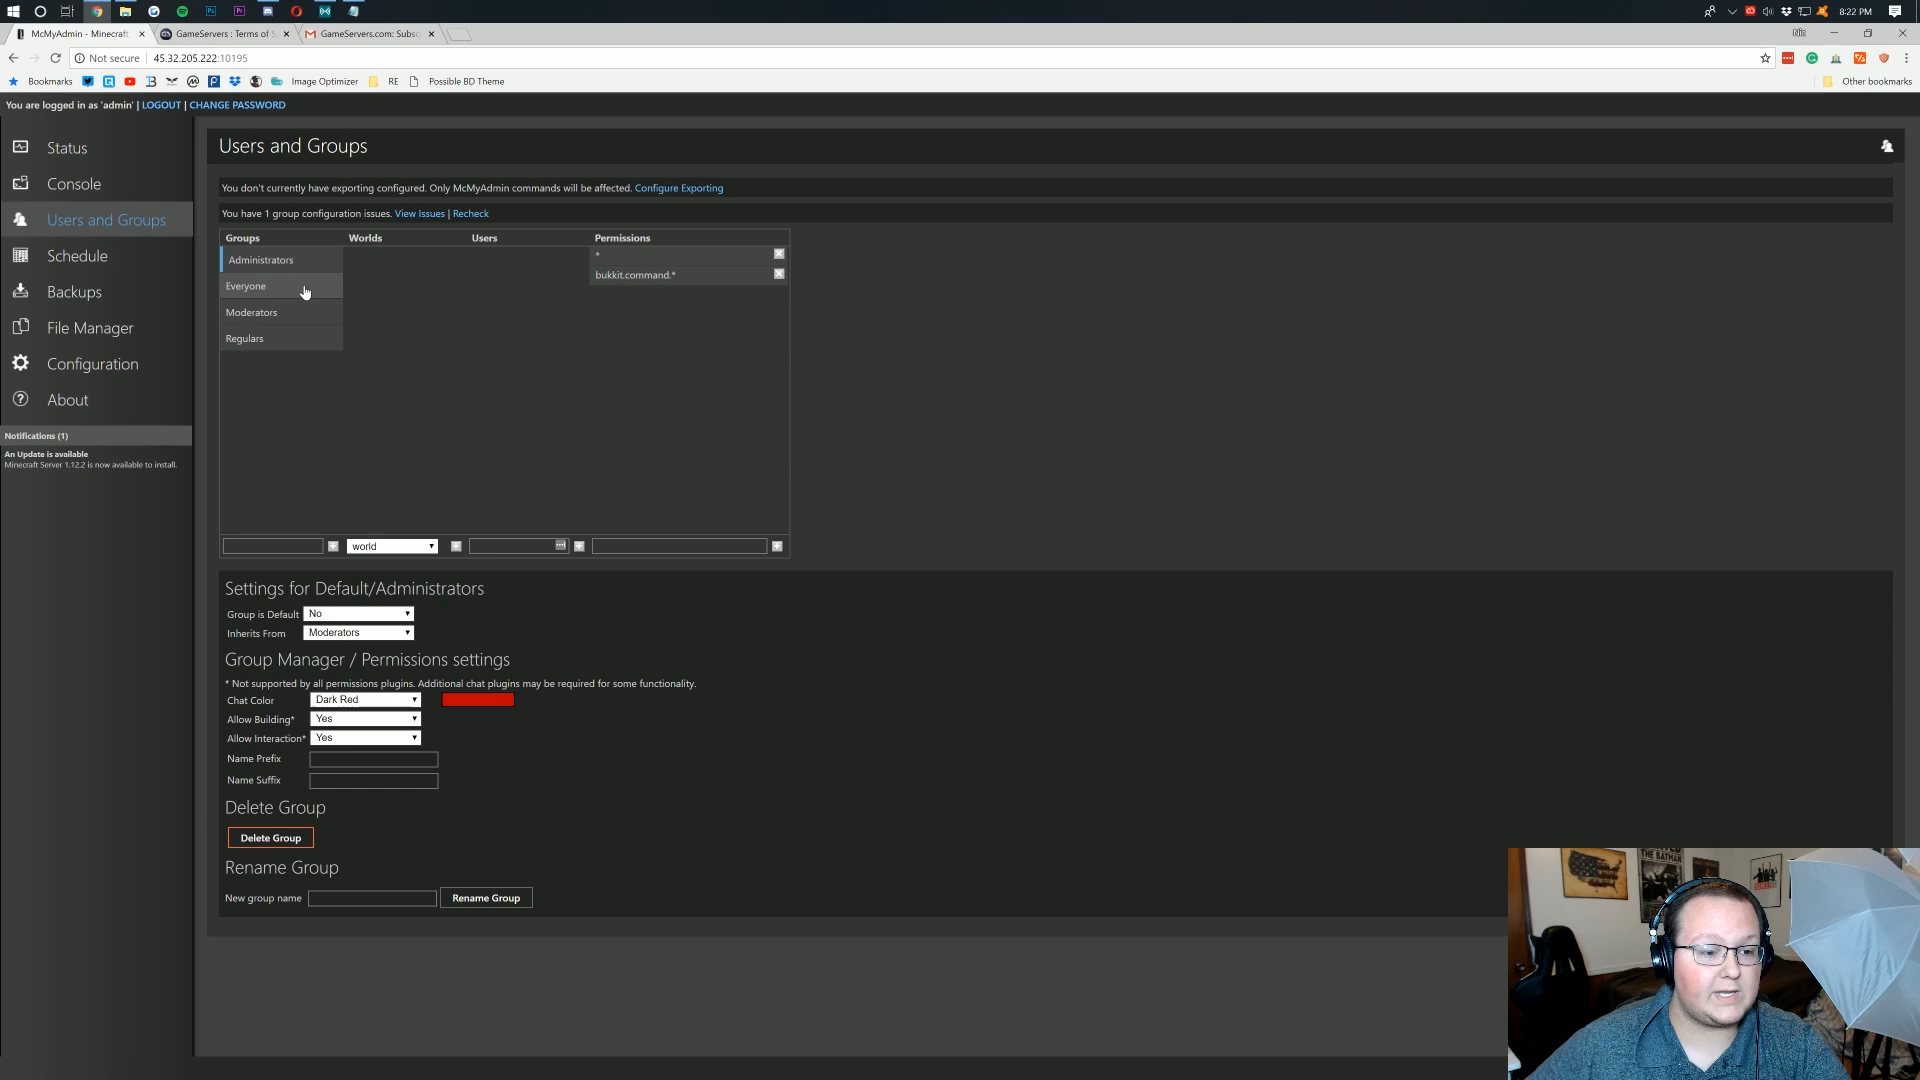 8:22 PM
McMyAdmin - Minecraft
GameServers : Terms of S
GameServers.com: Subsc
Not secure
45.32.205.222:10195
Bookmarks
Image Optimizer
RE
Possible BD Theme
Other bookmarks
You are logged in as 'admin' | LOGOUT | CHANGE PASSWORD
Status
Console
Users and Groups
Schedule
Backups
File Manager
Configuration
About
Notifications (1)
An Update is available
Minecraft Server 1.12.2 is now available to install.
Users and Groups
You don't currently have exporting configured. Only McMyAdmin commands will be affected. Configure Exporting
You have 1 group configuration issues. View Issues | Recheck
Groups Worlds Users Permissions
Administrators
Everyone
Moderators
Regulars
*
bukkit.command.*
world
Settings for Default/Administrators
Group is Default No
Inherits From Moderators
Group Manager / Permissions settings
* Not supported by all permissions plugins. Additional chat plugins may be required for some functionality.
Chat Color Dark Red
Allow Building* Yes
Allow Interaction* Yes
Name Prefix
Name Suffix
Delete Group
Delete Group
Rename Group
New group name Rename Group
THE BATMAN